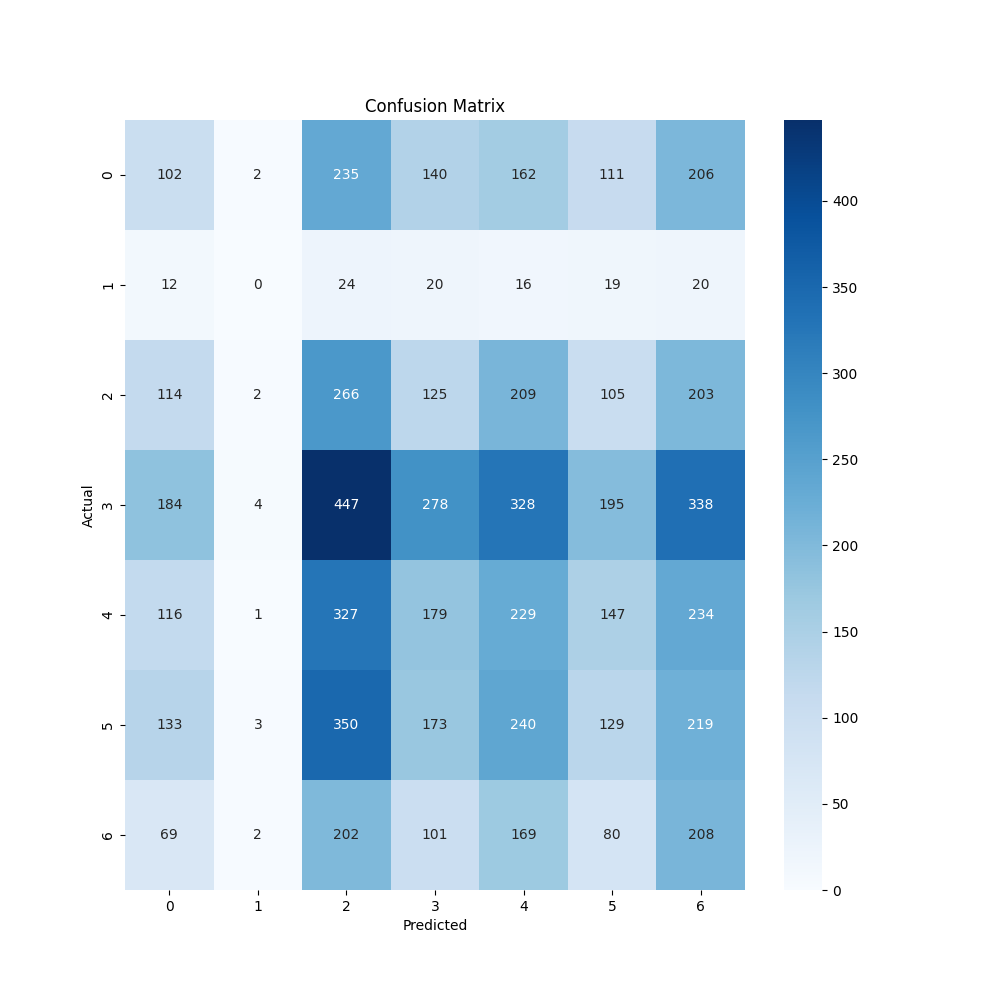 Confusion Matrix
0 102 2 235 140 162 111 206
1 12 0 24 20 16 19 20
2 114 2 266 125 209 105 203
3 184 4 447 278 328 195 338
4 116 1 327 179 229 147 234
5 133 3 350 173 240 129 219
6 69 2 202 101 169 80 208
0 1 2 3 4 5 6
Predicted
Actual
400
350
300
250
200
150
100
50
0